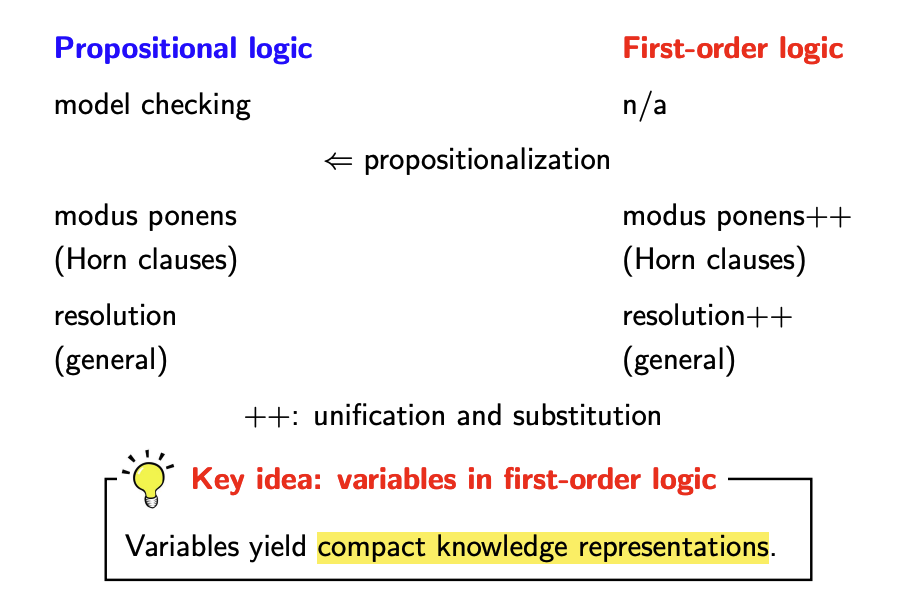 Propositional logic First-order logic
model checking n/a
⇐ propositionalization
modus ponens modus ponens++
(Horn clauses) (Horn clauses)
resolution resolution++
(general) (general)
++: unification and substitution
Key idea: variables in first-order logic
Variables yield compact knowledge representations.